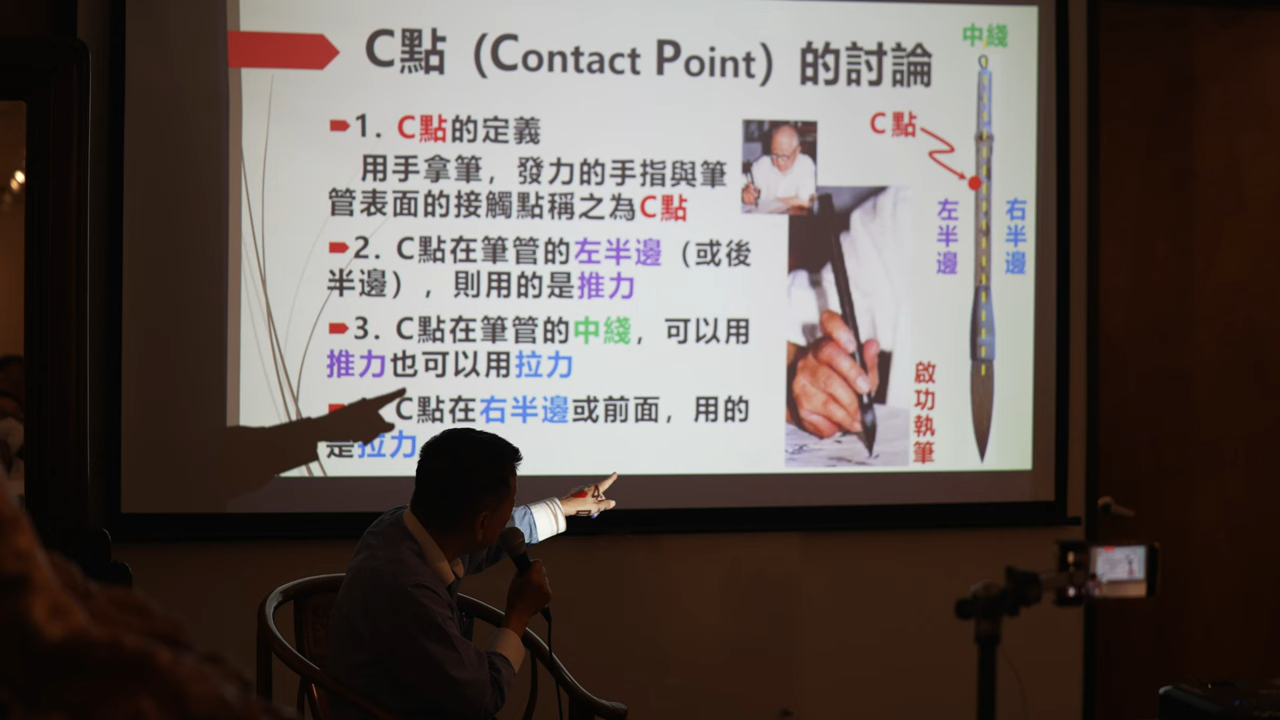 C點（Contact Point）的討論
1. C點的定義
用手拿筆，發力的手指與筆
管表面的接觸點稱之為C點
2. C點在筆管的左半邊（或後
半邊），則用的是推力
3. C點在筆管的中綫，可以用
推力也可以用拉力
C點在右半邊或前面，用的
是拉力
中綫
C點
左半邊
右半邊
啟功執筆